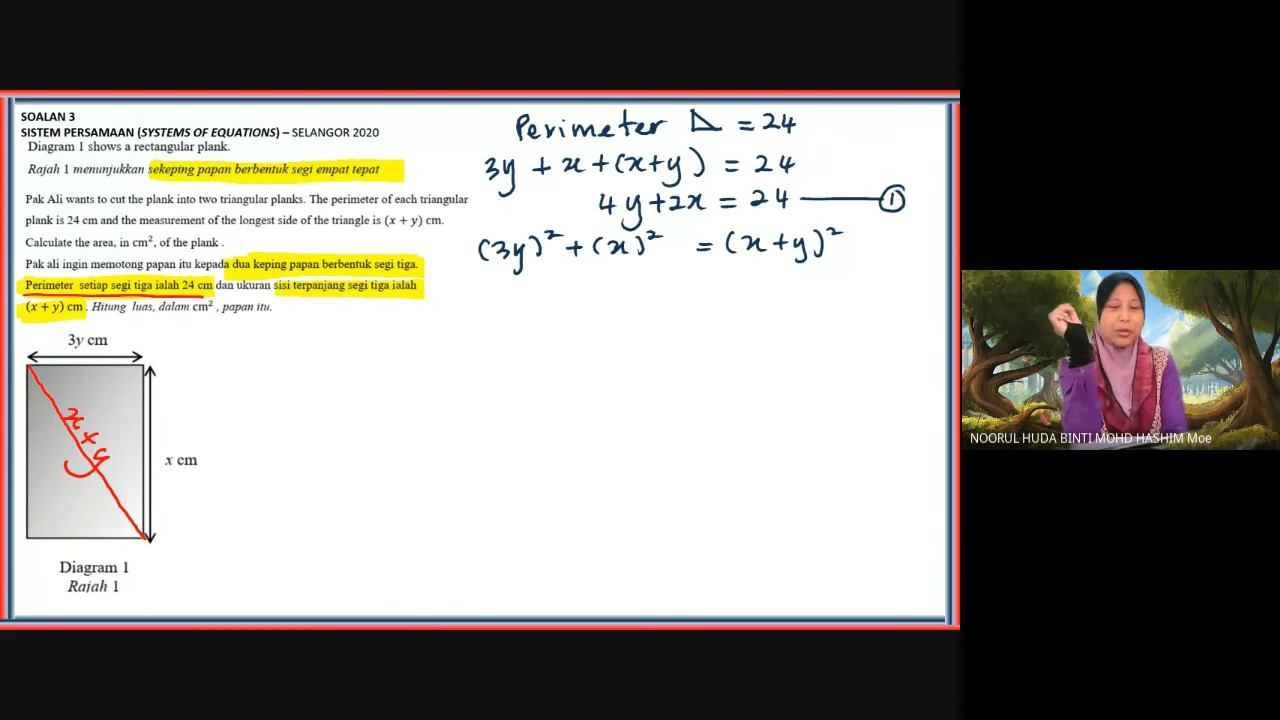 SOALAN 3
SISTEM PERSAMAAN (SYSTEMS OF EQUATIONS) – SELANGOR 2020
Diagram 1 shows a rectangular plank.
Rajah 1 menunjukkan sekeping papan berbentuk segi empat tepat
Pak Ali wants to cut the plank into two triangular planks. The perimeter of each triangular
plank is 24 cm and the measurement of the longest side of the triangle is (x + y) cm.
Calculate the area, in cm², of the plank .
Pak ali ingin memotong papan itu kepada dua keping papan berbentuk segi tiga.
Perimeter setiap segi tiga ialah 24 cm dan ukuran sisi terpanjang segi tiga ialah
(x + y) cm . Hitung luas, dalam cm² , papan itu.
3y cm
x+y
x cm
Diagram 1
Rajah 1
Perimeter ◺ = 24
3y + x + (x+y) = 24
4y+2x = 24 ——— ①
(3y)² + (x)² = (x+y)²
NOORUL HUDA BINTI MOHD HASHIM Moe